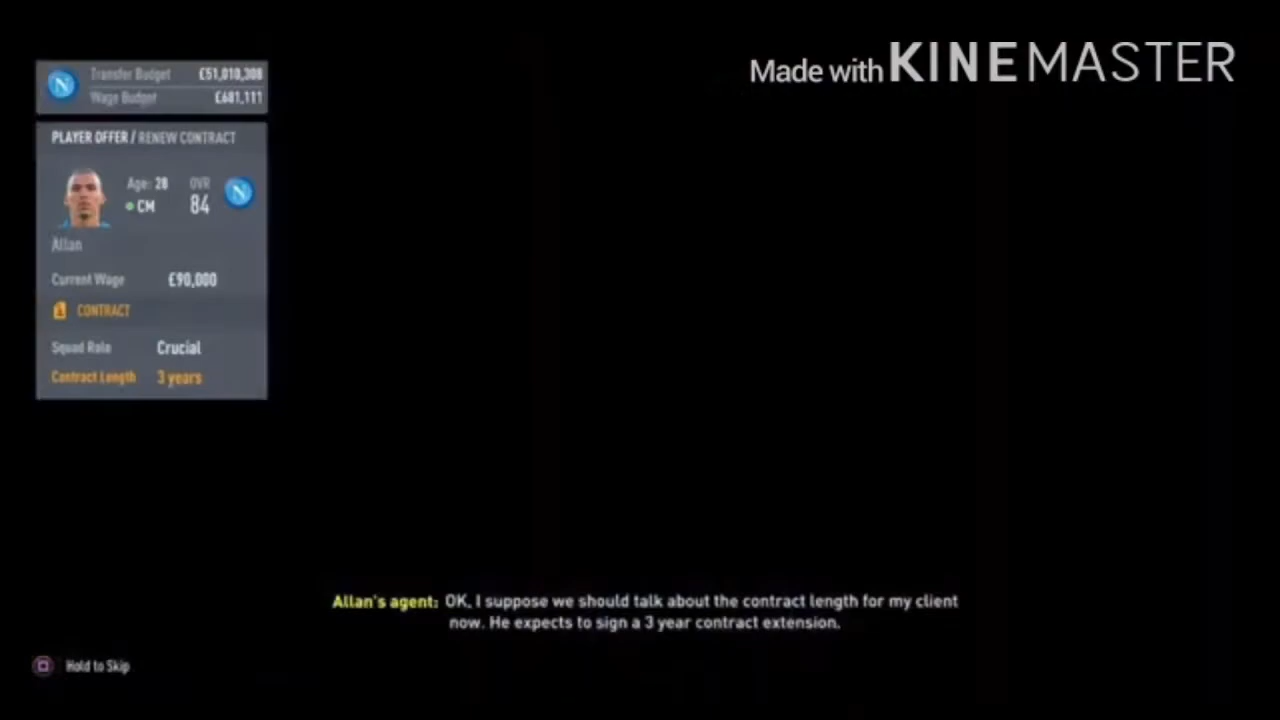 Made with KINEMASTER
Transfer Budget £51,010,308
Wage Budget £681,111
PLAYER OFFER / RENEW CONTRACT
Age: 28 OVR
CM 84
Allan
Current Wage £90,000
CONTRACT
Squad Role Crucial
Contract Length 3 years
Allan's agent: OK, I suppose we should talk about the contract length for my client
now. He expects to sign a 3 year contract extension.
Hold to Skip